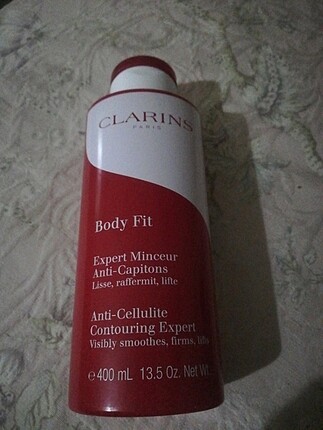 CLARINS
PARIS
Body Fit
Expert Minceur
Anti-Capitons
Lisse, raffermit, lifte
Anti-Cellulite
Contouring Expert
Visibly smoothes, firms, lifts
e 400 mL 13.5 Oz. Net Wt.